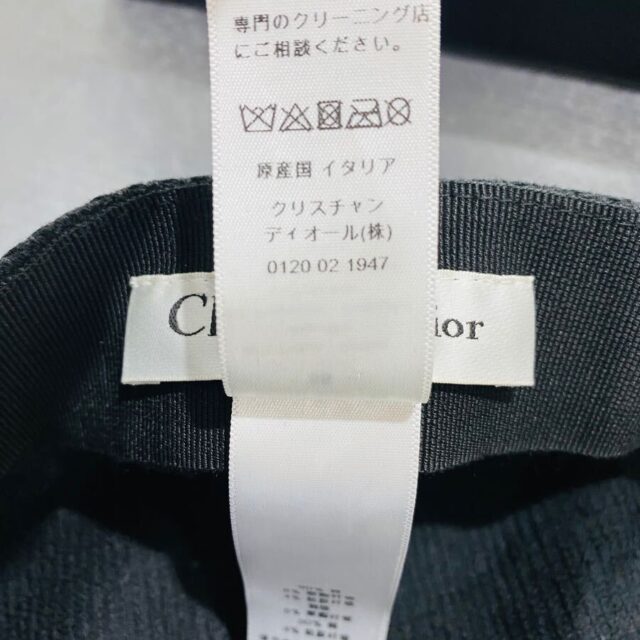 専門のクリーニング店
にご相談ください。
原産国 イタリア
クリスチャン
ディオール(株)
0120 02 1947